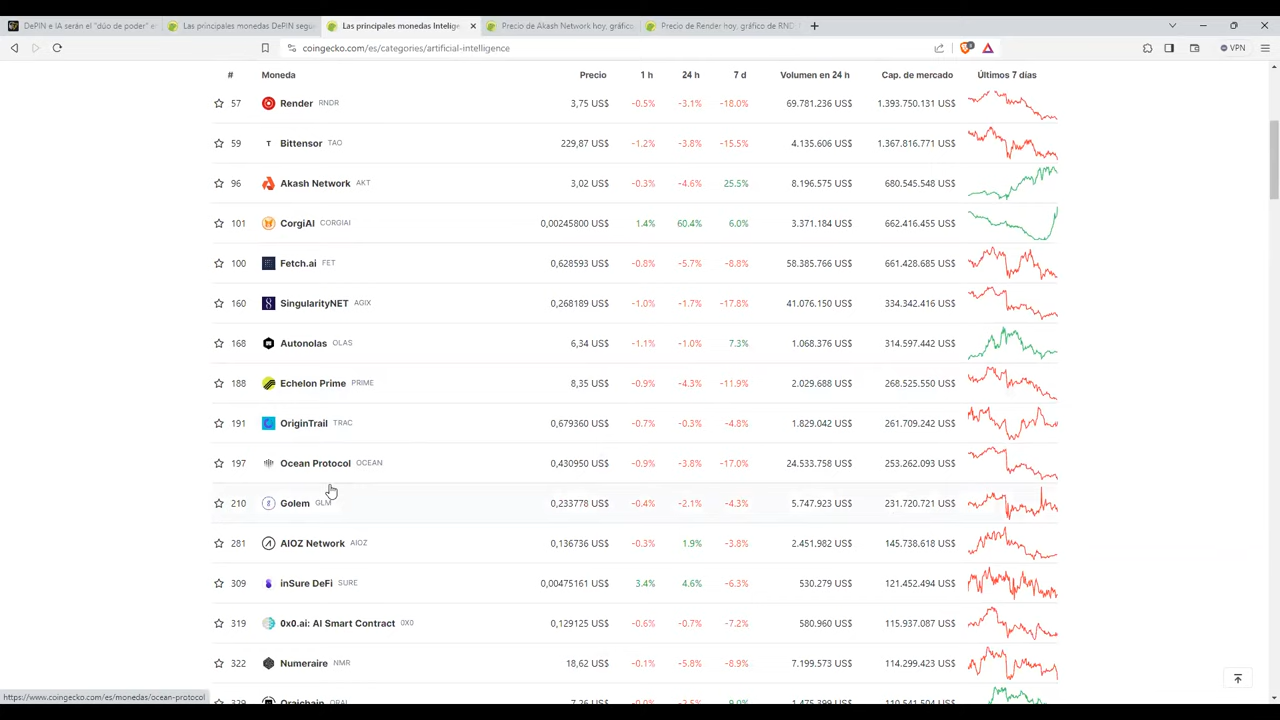 DePIN e IA serán el "dúo de poder" e
Las principales monedas DePIN segu
Las principales monedas Intelige
Precio de Akash Network hoy, gráfico
Precio de Render hoy, gráfico de RND
coingecko.com/es/categories/artificial-intelligence
VPN
# Moneda Precio 1 h 24 h 7 d Volumen en 24 h Cap. de mercado Últimos 7 días
57 Render RNDR 3,75 US$ -0.5% -3.1% -18.0% 69.781.236 US$ 1.393.750.131 US$
59 Bittensor TAO 229,87 US$ -1.2% -3.8% -15.5% 4.135.606 US$ 1.367.816.771 US$
96 Akash Network AKT 3,02 US$ -0.3% -4.6% 25.5% 8.196.575 US$ 680.545.548 US$
101 CorgiAI CORGIAI 0,00245800 US$ 1.4% 60.4% 6.0% 3.371.184 US$ 662.416.455 US$
100 Fetch.ai FET 0,628593 US$ -0.8% -5.7% -8.8% 58.385.766 US$ 661.428.685 US$
160 SingularityNET AGIX 0,268189 US$ -1.0% -1.7% -17.8% 41.076.150 US$ 334.342.416 US$
168 Autonolas OLAS 6,34 US$ -1.1% -1.0% 7.3% 1.068.376 US$ 314.597.442 US$
188 Echelon Prime PRIME 8,35 US$ -0.9% -4.3% -11.9% 2.029.688 US$ 268.525.550 US$
191 OriginTrail TRAC 0,679360 US$ -0.7% -0.3% -4.8% 1.829.042 US$ 261.709.242 US$
197 Ocean Protocol OCEAN 0,430950 US$ -0.9% -3.8% -17.0% 24.533.758 US$ 253.262.093 US$
210 Golem GLM 0,233778 US$ -0.4% -2.1% -4.3% 5.747.923 US$ 231.720.721 US$
281 AIOZ Network AIOZ 0,136736 US$ -0.3% 1.9% -3.8% 2.451.982 US$ 145.738.618 US$
309 inSure DeFi SURE 0,00475161 US$ 3.4% 4.6% -6.3% 530.279 US$ 121.452.494 US$
319 0x0.ai: AI Smart Contract 0X0 0,129125 US$ -0.6% -0.7% -7.2% 580.960 US$ 115.937.087 US$
322 Numeraire NMR 18,62 US$ -0.1% -5.8% -8.9% 7.199.573 US$ 114.299.423 US$
https://www.coingecko.com/es/monedas/ocean-protocol